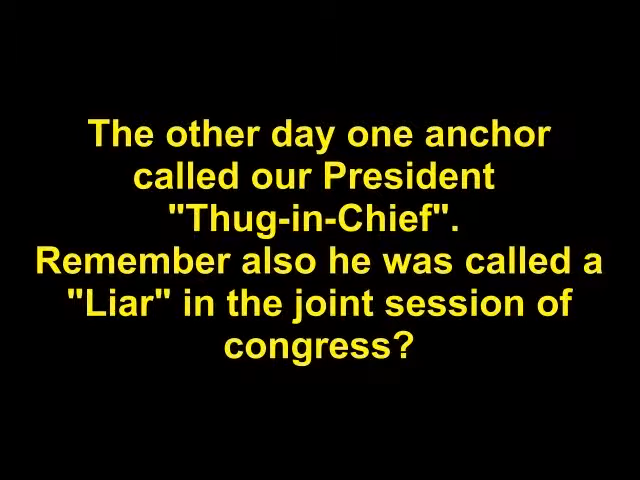 The other day one anchor
called our President
"Thug-in-Chief".
Remember also he was called a
"Liar" in the joint session of
congress?